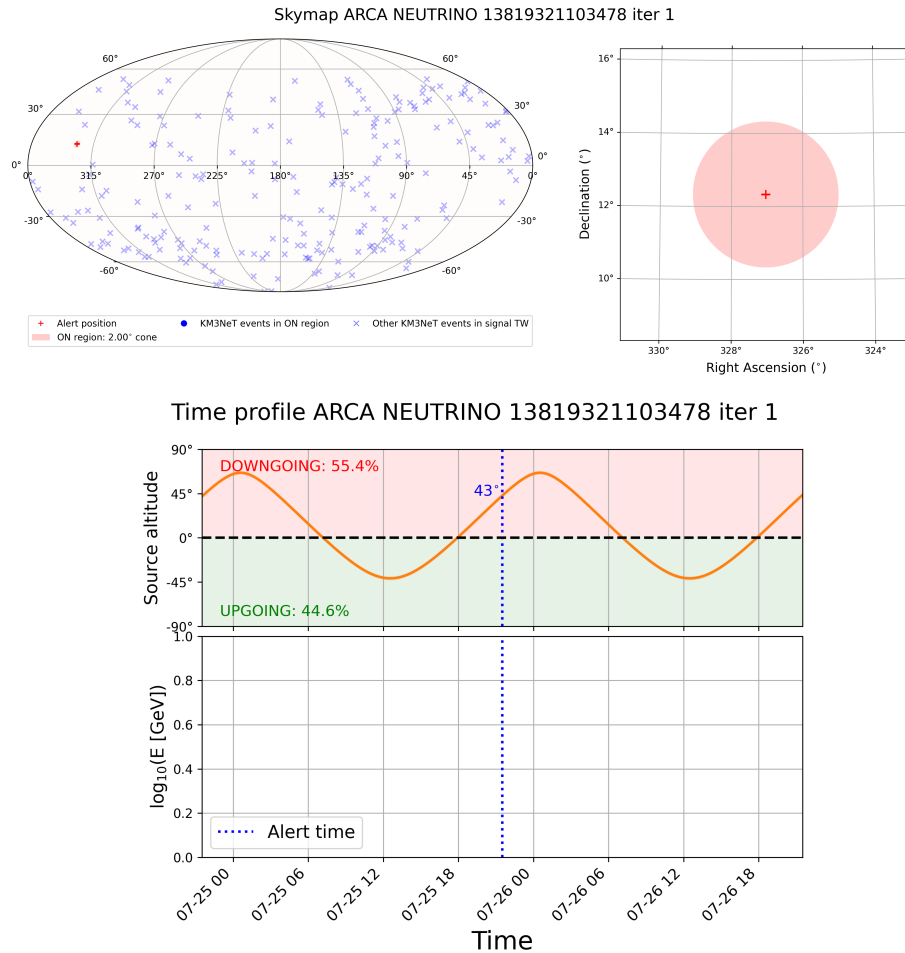 Skymap ARCA NEUTRINO 13819321103478 iter 1
60° 60°
30° 30°
0° 0°
0° 315° 270° 225° 180° 135° 90° 45° 0°
-30° -30°
-60° -60°
Alert position
ON region: 2.00° cone
KM3NeT events in ON region
Other KM3NeT events in signal TW
16°
14°
12°
10°
Declination (°)
330° 328° 326° 324°
Right Ascension (°)
Time profile ARCA NEUTRINO 13819321103478 iter 1
90°
45°
0°
-45°
-90°
Source altitude
DOWNGOING: 55.4%
43°
UPGOING: 44.6%
1.0
0.8
0.6
0.4
0.2
0.0
log₁₀(E [GeV])
Alert time
07-25 00 07-25 06 07-25 12 07-25 18 07-26 00 07-26 06 07-26 12 07-26 18
Time